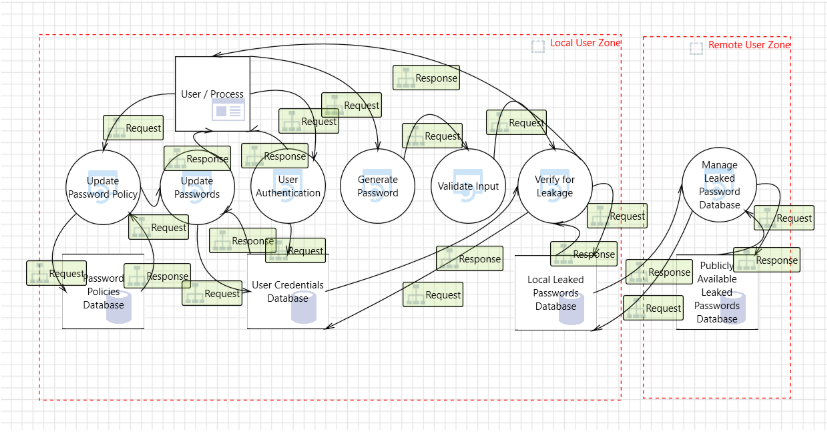 Local User Zone
Remote User Zone
Response
User / Process
Request
Request
Request
Request
Request
Response
Response
Update
Password Policy
Update
Passwords
User
Authentication
Generate
Password
Validate Input
Verify for
Leakage
Manage
Leaked
Password
Database
Request
Request
Request
Response
Request
Response
Response
Response
Request
Response
Response
Request
Password
Policies
Database
Request
User Credentials
Database
Request
Local Leaked
Passwords
Database
Request
Publicly
Available
Leaked
Passwords
Database